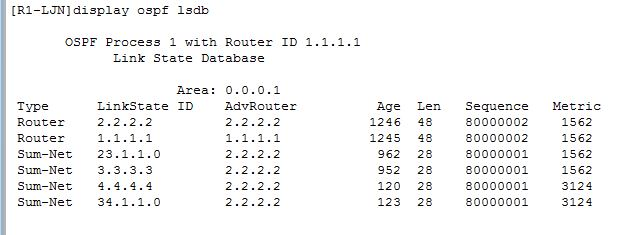 [R1-LJN]display ospf lsdb
OSPF Process 1 with Router ID 1.1.1.1
Link State Database
Area: 0.0.0.1
Type LinkState ID AdvRouter Age Len Sequence Metric
Router 2.2.2.2 2.2.2.2 1246 48 80000002 1562
Router 1.1.1.1 1.1.1.1 1245 48 80000002 1562
Sum-Net 23.1.1.0 2.2.2.2 962 28 80000001 1562
Sum-Net 3.3.3.3 2.2.2.2 952 28 80000001 1562
Sum-Net 4.4.4.4 2.2.2.2 120 28 80000001 3124
Sum-Net 34.1.1.0 2.2.2.2 123 28 80000001 3124